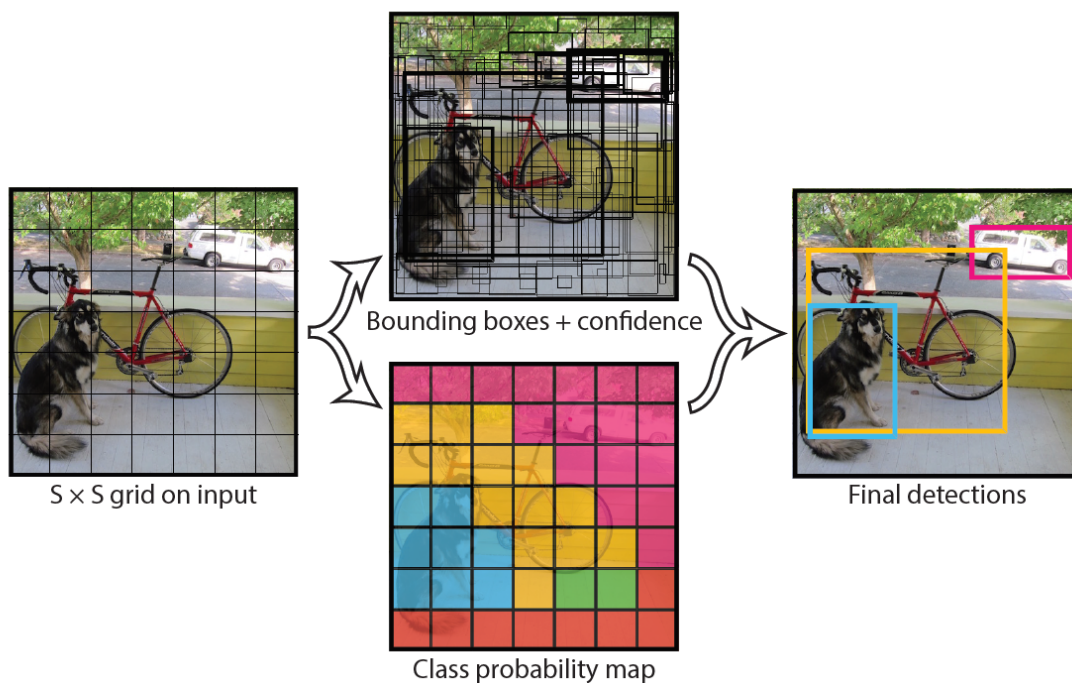 Bounding boxes + confidence
S × S grid on input
Final detections
Class probability map